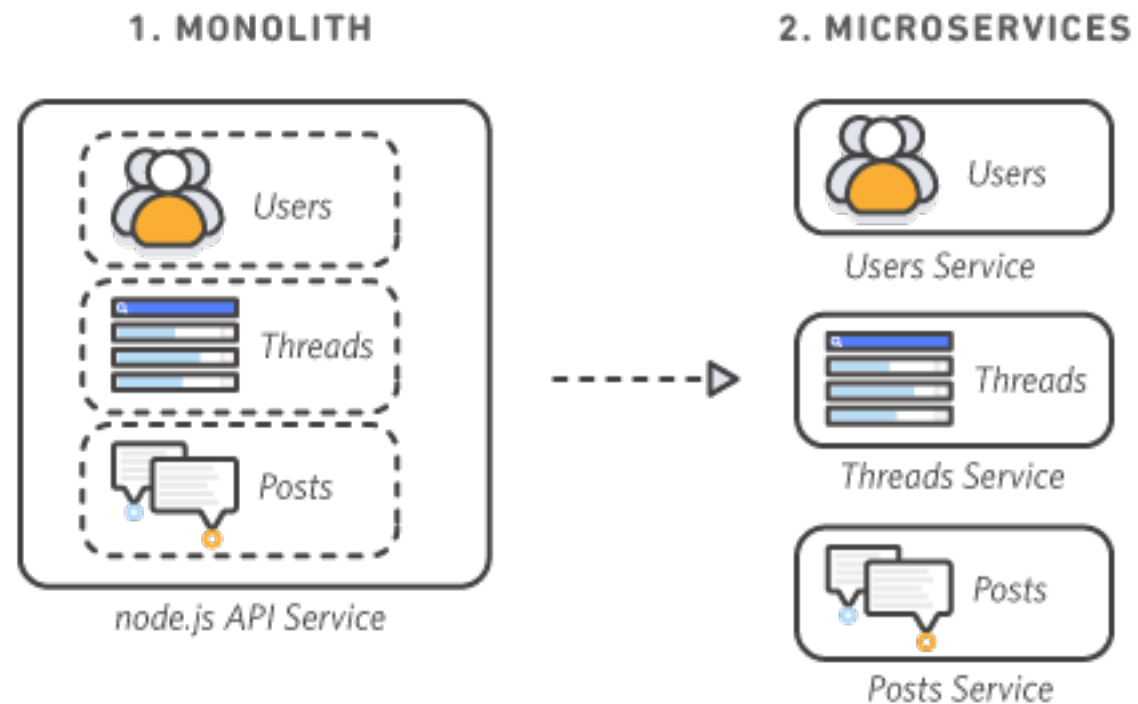 1. MONOLITH
Users
Threads
Posts
node.js API Service
2. MICROSERVICES
Users
Users Service
Threads
Threads Service
Posts
Posts Service